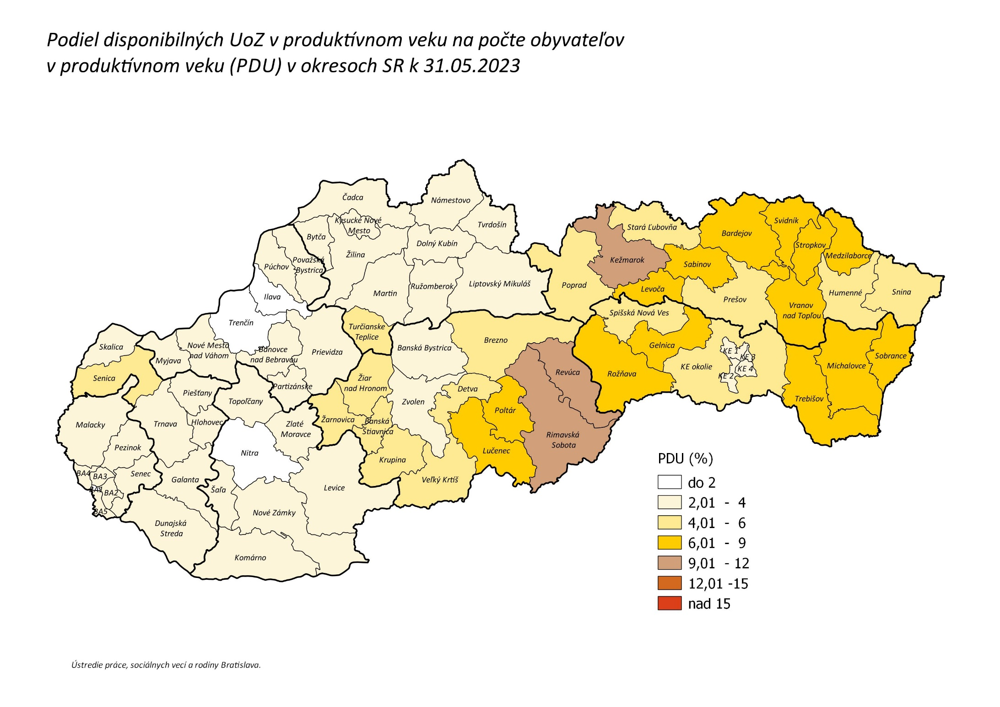 Podiel disponibilných UoZ v produktívnom veku na počte obyvateľov
v produktívnom veku (PDU) v okresoch SR k 31.05.2023
Čadca
Námestovo
Kysucké Nové
Mesto
Tvrdošín
Bytča
Dolný Kubín
Žilina
Stará Ľubovňa
Svidník
Bardejov
Stropkov
Medzilaborce
Považská
Bystrica
Púchov
Kežmarok
Sabinov
Ilava
Martin
Ružomberok
Liptovský Mikuláš
Poprad
Levoča
Prešov
Humenné
Snina
Vranov
nad Topľou
Trenčín
Turčianske
Teplice
Spišská Nová Ves
Skalica
Nové Mesto
nad Váhom
Bánovce
nad Bebravou
Prievidza
Banská Bystrica
Brezno
Gelnica
KE 1
KE 3
Sobrance
Myjava
KE okolie
KE 4
Michalovce
Senica
Žiar
nad Hronom
Revúca
Rožňava
KE 2
Piešťany
Partizánske
Detva
Topoľčany
Zvolen
Trebišov
Poltár
Malacky
Trnava
Hlohovec
Zlaté
Moravce
Žarnovica
Banská
Štiavnica
Rimavská
Sobota
Pezinok
Nitra
Krupina
Lučenec
BA4
BA3
Senec
Galanta
Veľký Krtíš
BA1
BA2
Šaľa
Levice
BA5
Nové Zámky
Dunajská
Streda
Komárno
PDU (%)
do 2
2,01 - 4
4,01 - 6
6,01 - 9
9,01 - 12
12,01 -15
nad 15
Ústredie práce, sociálnych vecí a rodiny Bratislava.